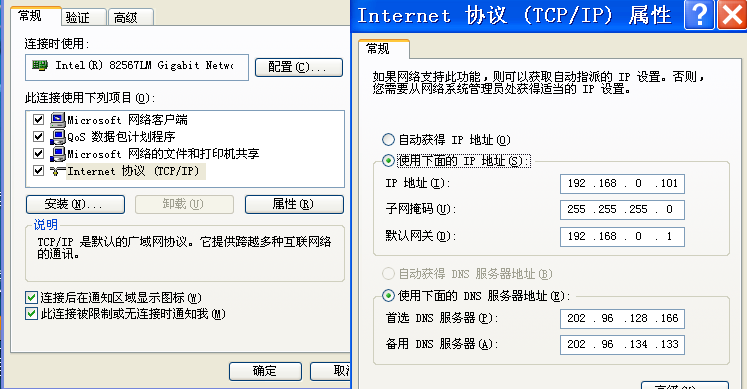 常规 验证 高级
连接时使用:
Intel(R) 82567LM Gigabit Netwo
配置(C)...
此连接使用下列项目(O):
Microsoft 网络客户端
QoS 数据包计划程序
Microsoft 网络的文件和打印机共享
Internet 协议 (TCP/IP)
安装(N)... 卸载(U) 属性(R)
说明
TCP/IP 是默认的广域网协议。它提供跨越多种互联网络
的通讯。
连接后在通知区域显示图标(W)
此连接被限制或无连接时通知我(M)
确定
Internet 协议 (TCP/IP) 属性
常规
如果网络支持此功能，则可以获取自动指派的 IP 设置。否则，
您需要从网络系统管理员处获得适当的 IP 设置。
自动获得 IP 地址(O)
使用下面的 IP 地址(S):
IP 地址(I): 192 .168 . 0 .101
子网掩码(U): 255 .255 .255 . 0
默认网关(D): 192 .168 . 0 . 1
自动获得 DNS 服务器地址(B)
使用下面的 DNS 服务器地址(E):
首选 DNS 服务器(P): 202 . 96 .128 .166
备用 DNS 服务器(A): 202 . 96 .134 .133